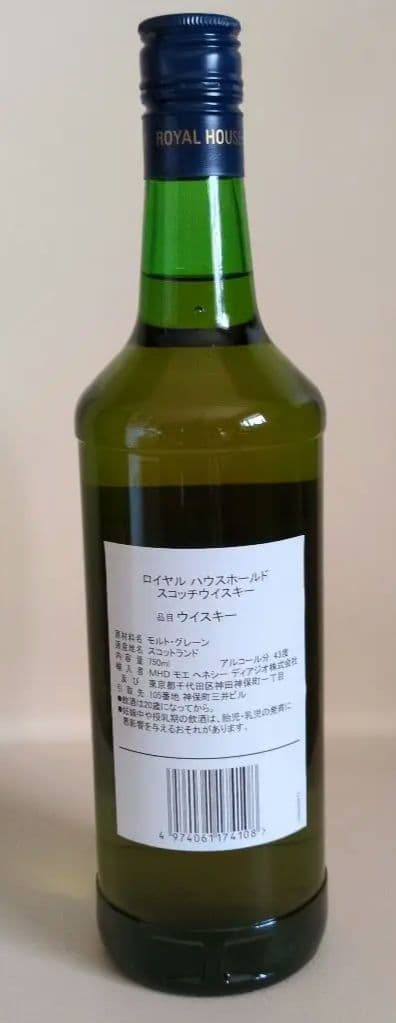 ROYAL HOUSE
ロイヤル ハウスホールド
スコッチウイスキー
品目 ウイスキー
原材料名 モルト・グレーン
原産地名 スコットランド
内容量 750ml アルコール分 43度
輸入者 MHD モエ ヘネシー ディアジオ株式会社
及び 東京都千代田区神田神保町一丁目
引取先 105番地 神保町三井ビル
●飲酒は20歳になってから。
●妊娠中や授乳期の飲酒は、胎児・乳児の発育に
悪影響を与えるおそれがあります。
4 974061 174108 >